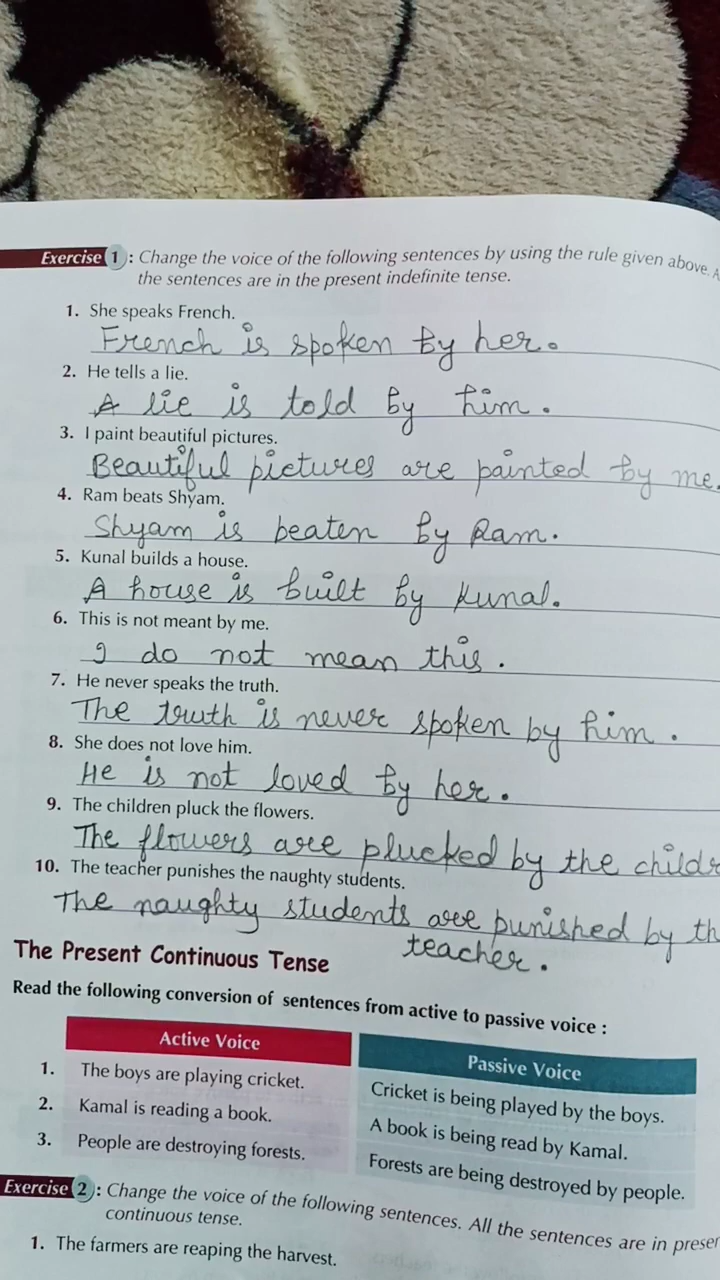 Exercise 1 : Change the voice of the following sentences by using the rule given above. A
the sentences are in the present indefinite tense.
1. She speaks French.
French is spoken by her.
2. He tells a lie.
A lie is told by him.
3. I paint beautiful pictures.
Beautiful pictures are painted by me.
4. Ram beats Shyam.
Shyam is beaten by Ram.
5. Kunal builds a house.
A house is built by Kunal.
6. This is not meant by me.
I do not mean this.
7. He never speaks the truth.
The truth is never spoken by him.
8. She does not love him.
He is not loved by her.
9. The children pluck the flowers.
The flowers are plucked by the childr
10. The teacher punishes the naughty students.
The naughty students are punished by th
teacher.
The Present Continuous Tense
Read the following conversion of sentences from active to passive voice :
Active Voice Passive Voice
1. The boys are playing cricket. Cricket is being played by the boys.
2. Kamal is reading a book. A book is being read by Kamal.
3. People are destroying forests. Forests are being destroyed by people.
Exercise 2 : Change the voice of the following sentences. All the sentences are in presen
continuous tense.
1. The farmers are reaping the harvest.